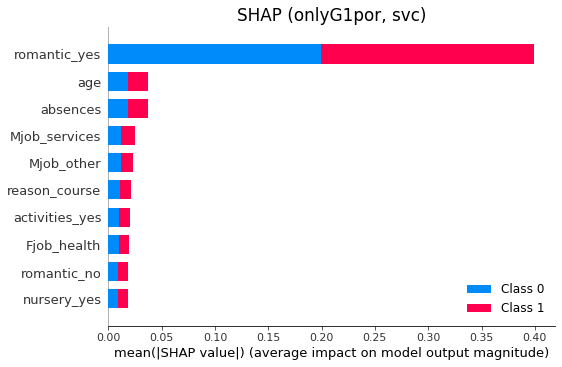 SHAP (onlyG1por, svc)
romantic_yes
age
absences
Mjob_services
Mjob_other
reason_course
activities_yes
Fjob_health
romantic_no
nursery_yes
Class 0
Class 1
0.00 0.05 0.10 0.15 0.20 0.25 0.30 0.35 0.40
mean(|SHAP value|) (average impact on model output magnitude)